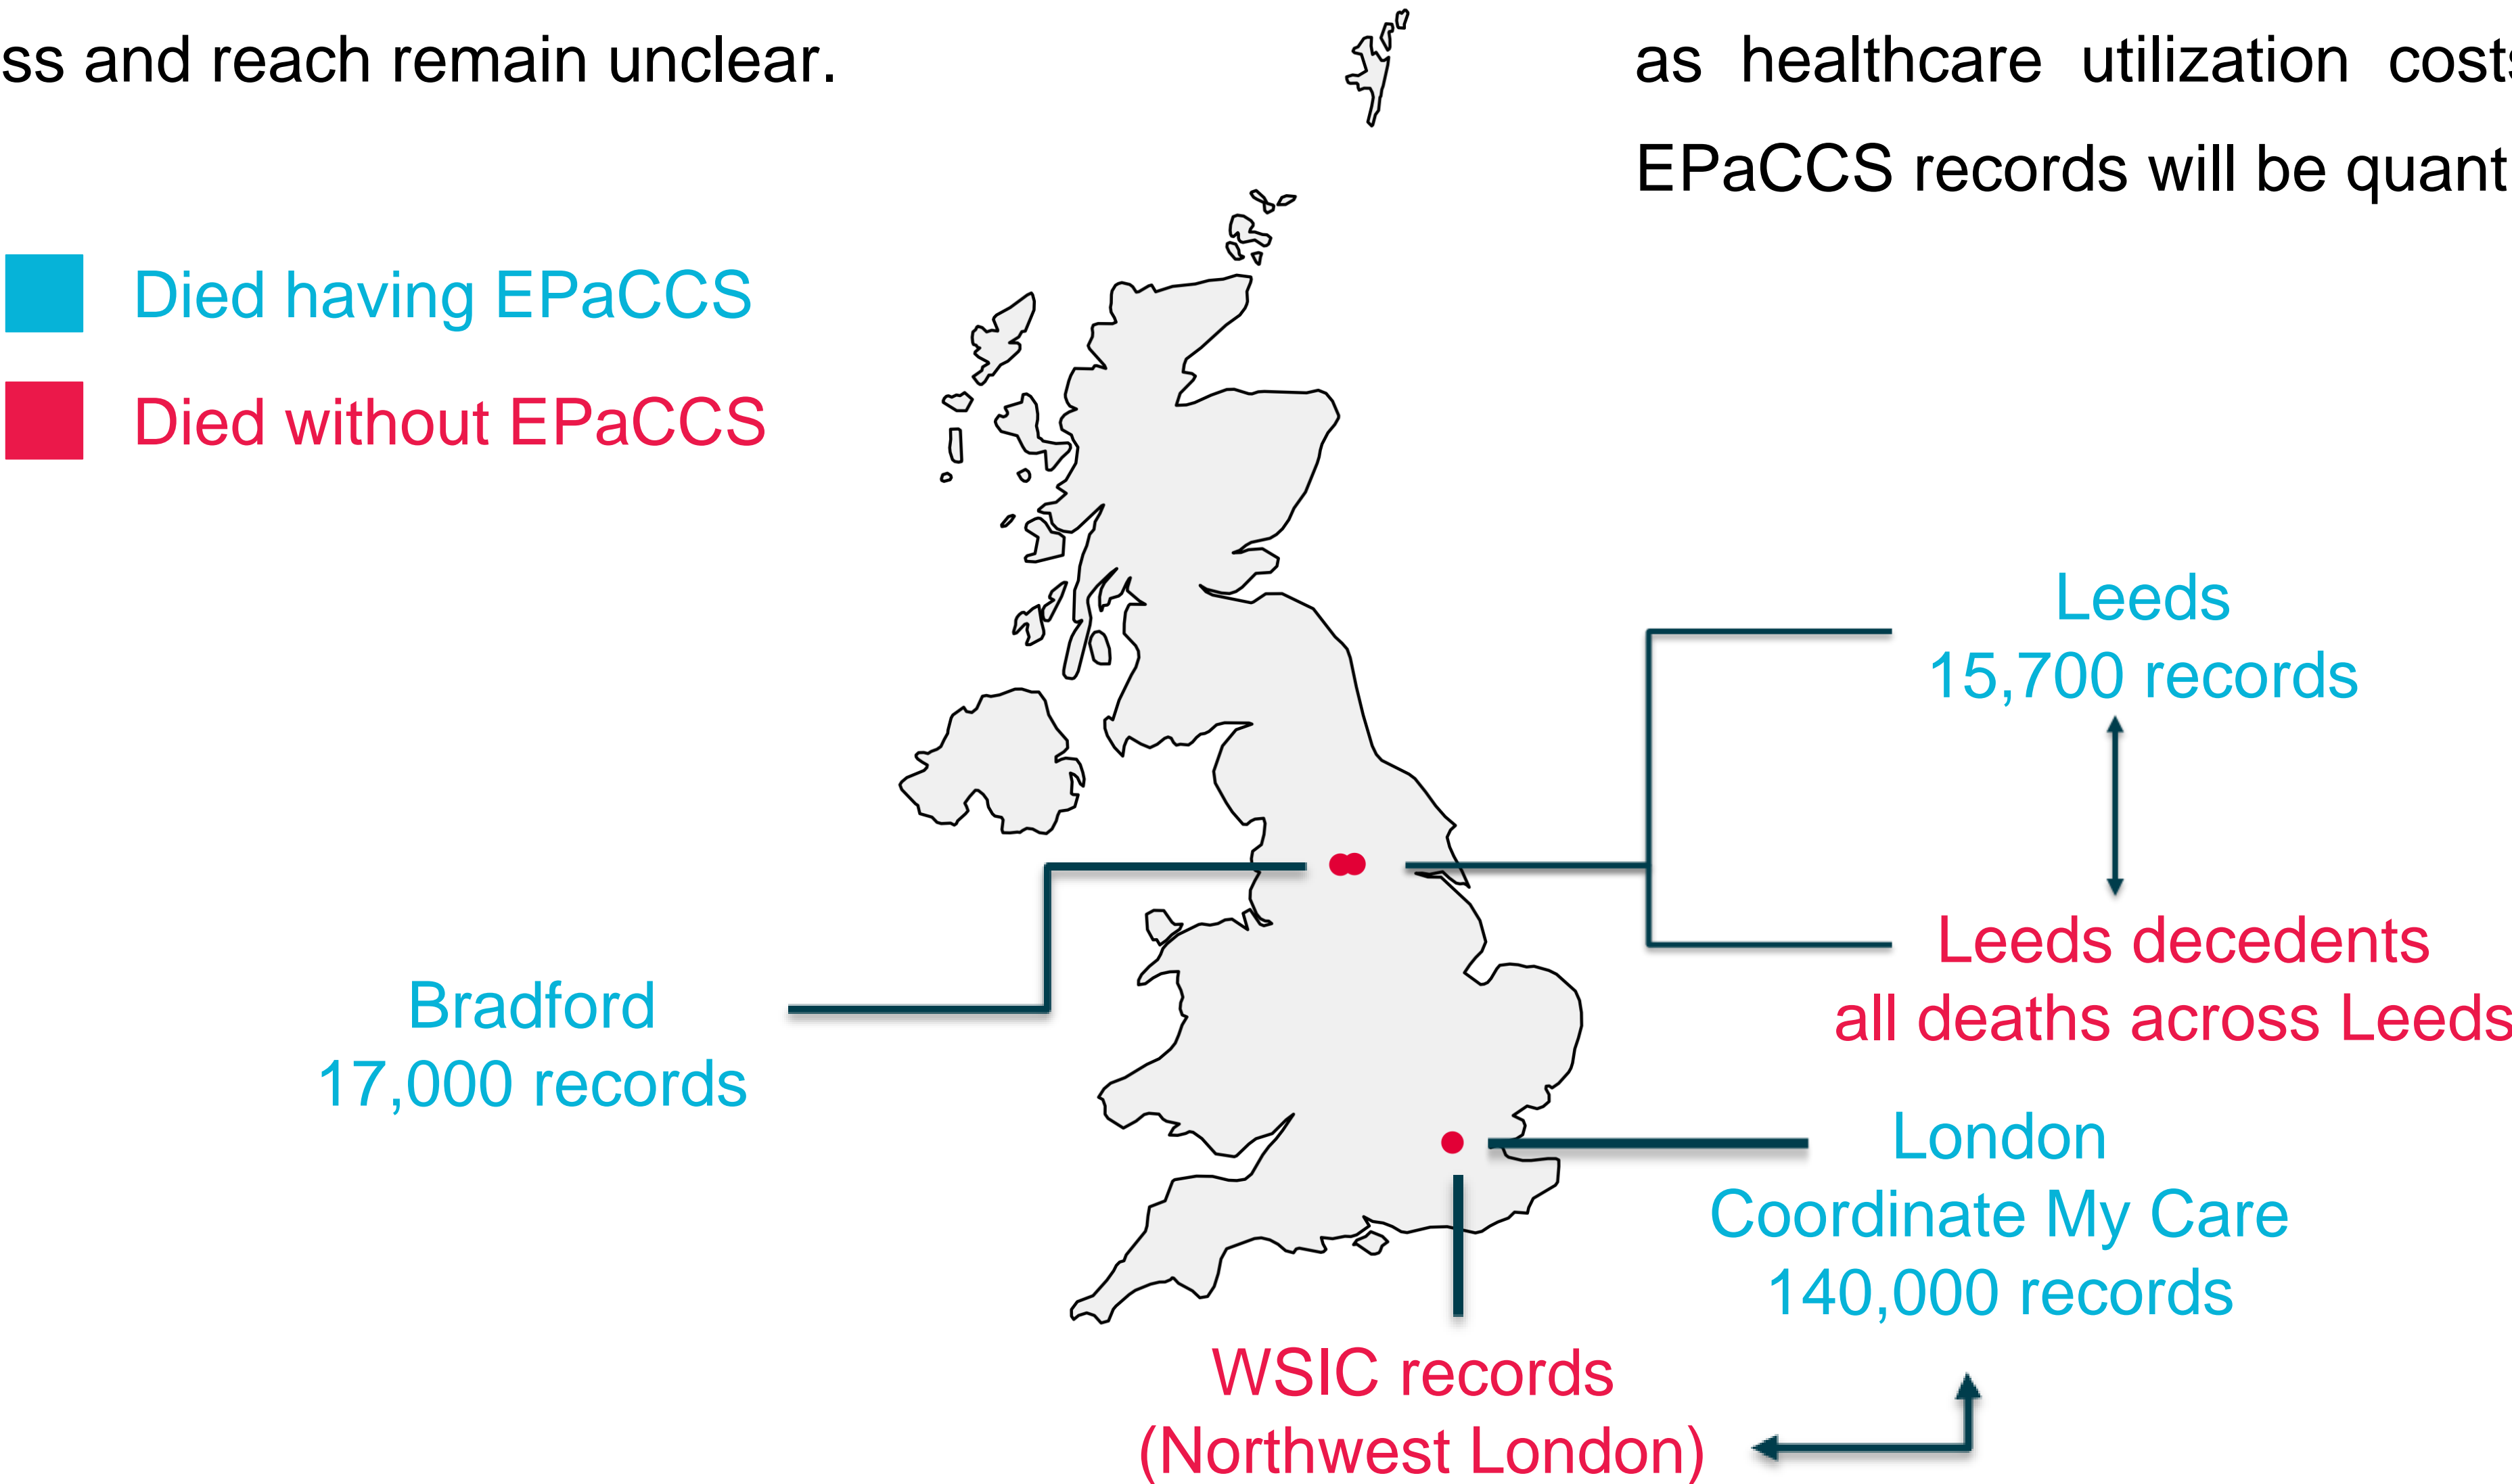 ss and reach remain unclear.
as healthcare utilization costs
EPaCCS records will be quant
Died having EPaCCS
Died without EPaCCS
Leeds
15,700 records
Leeds decedents
all deaths across Leeds
Bradford
17,000 records
London
Coordinate My Care
140,000 records
WSIC records
(Northwest London)